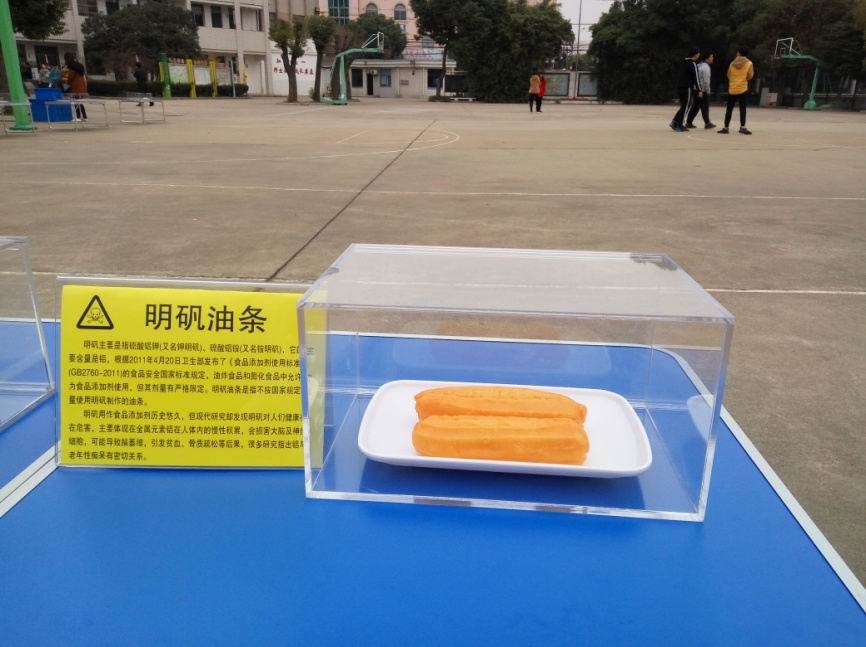 明矾油条
明矾主要是指硫酸铝钾(又名钾明矾)、硫酸铝铵(又名铵明矾)，它的主
要含量是铝，根据2011年4月20日卫生部发布了《食品添加剂使用标准
(GB2760-2011)的食品安全国家标准规定，油炸食品和膨化食品中允许
为食品添加剂使用，但其剂量有严格限定。明矾油条是指不按国家规定
量使用明矾制作的油条。
明矾用作食品添加剂历史悠久，但现代研究却发现明矾对人们健康
在危害，主要体现在金属元素铝在人体内的慢性积累，会损害大脑及神经
细胞，可能导致脑萎缩，引发贫血、骨质疏松等后果，很多研究指出铝与
老年性痴呆有密切关系。